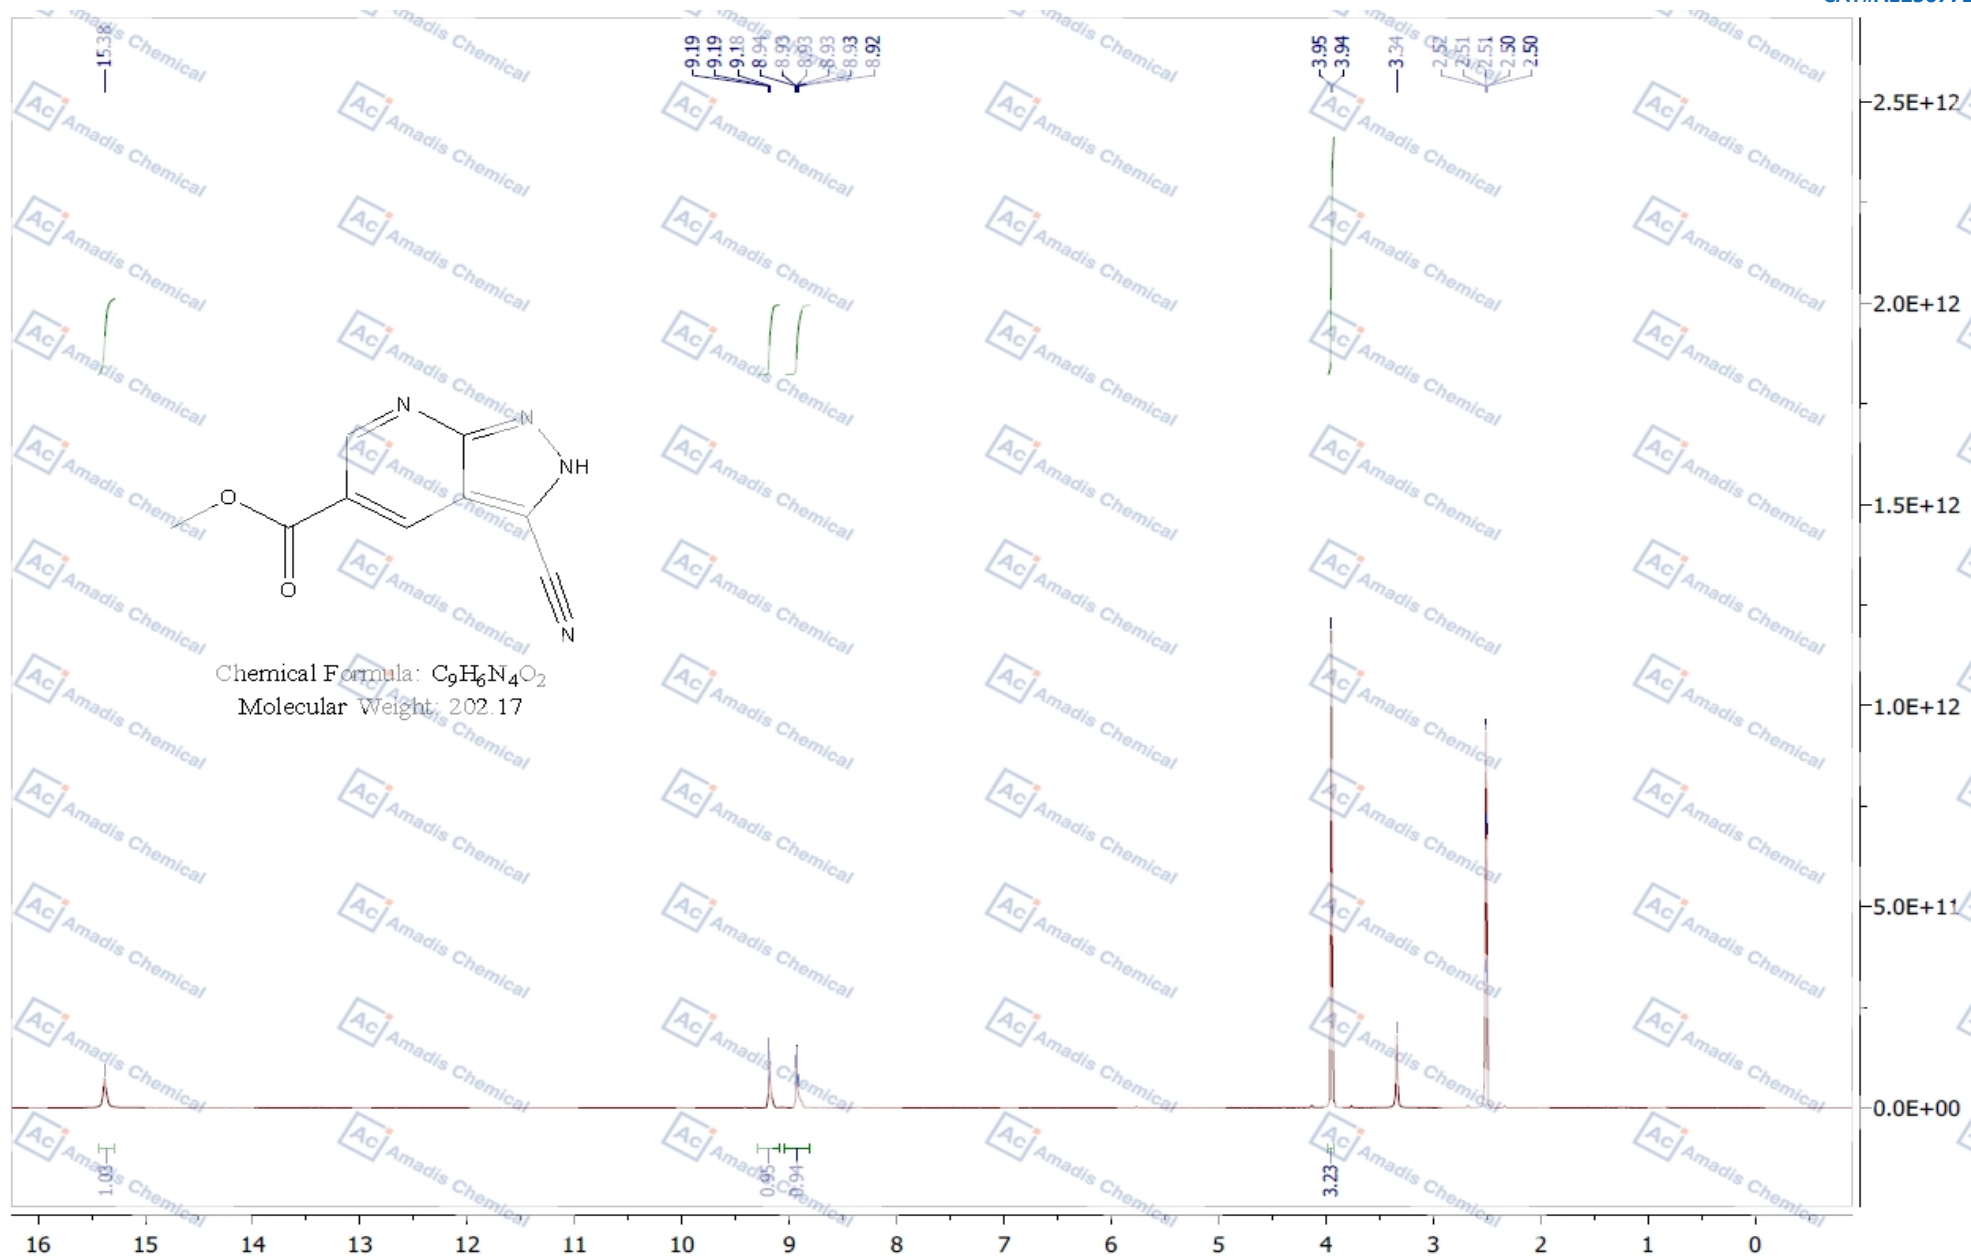 15.38
9.19
9.19
9.18
8.94
8.93
8.93
8.93
8.93
8.92
3.95
3.94
3.34
2.52
2.51
2.51
2.50
2.50
2.5E+12
2.0E+12
1.5E+12
1.0E+12
5.0E+11
0.0E+00
N
N
NH
O
O
N
Chemical Formula: C9H6N4O2
Molecular Weight: 202.17
1.03
0.95
0.94
3.23
16 15 14 13 12 11 10 9 8 7 6 5 4 3 2 1 0
Ac Amadis Chemical